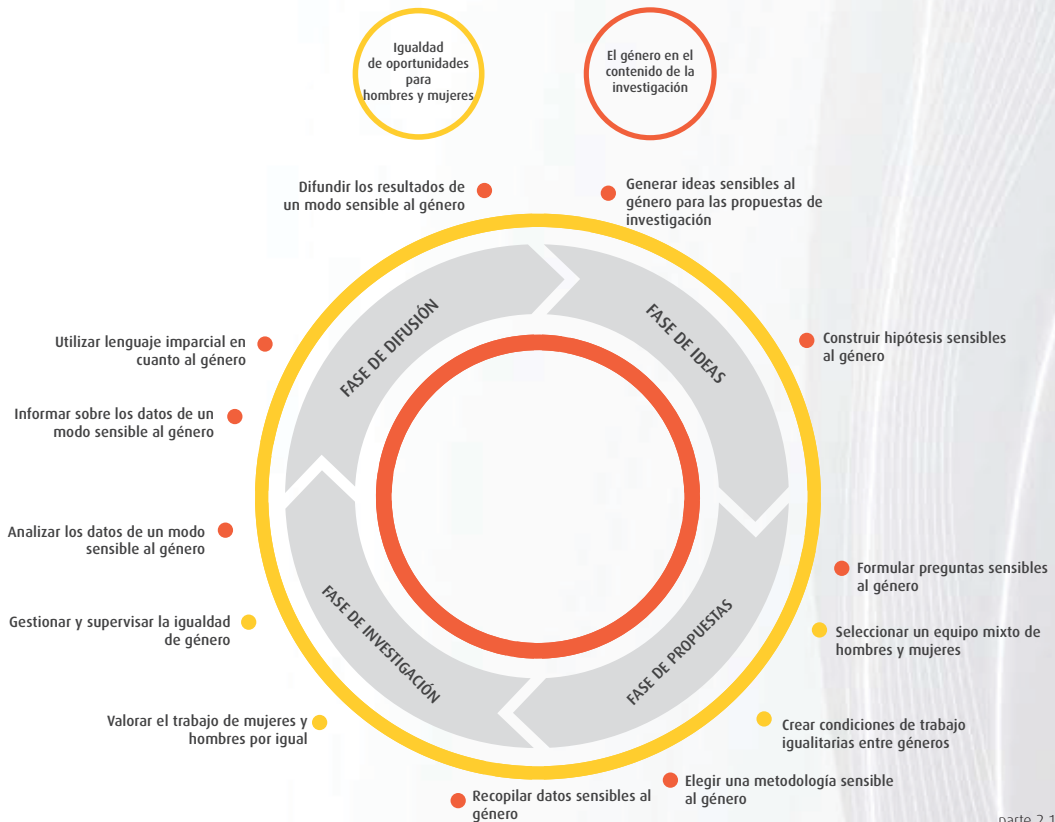 Igualdad
de oportunidades
para
hombres y mujeres
El género en el
contenido de la
investigación
Difundir los resultados de
un modo sensible al género
Generar ideas sensibles al
género para las propuestas de
investigación
Utilizar lenguaje imparcial en
cuanto al género
FASE DE DIFUSIÓN
FASE DE IDEAS
Construir hipótesis sensibles
al género
Informar sobre los datos de un
modo sensible al género
Analizar los datos de un modo
sensible al género
Formular preguntas sensibles
al género
Gestionar y supervisar la igualdad
de género
FASE DE INVESTIGACIÓN
FASE DE PROPUESTAS
Seleccionar un equipo mixto de
hombres y mujeres
Valorar el trabajo de mujeres y
hombres por igual
Crear condiciones de trabajo
igualitarias entre géneros
Recopilar datos sensibles al
género
Elegir una metodología sensible
al género
parte 2.1